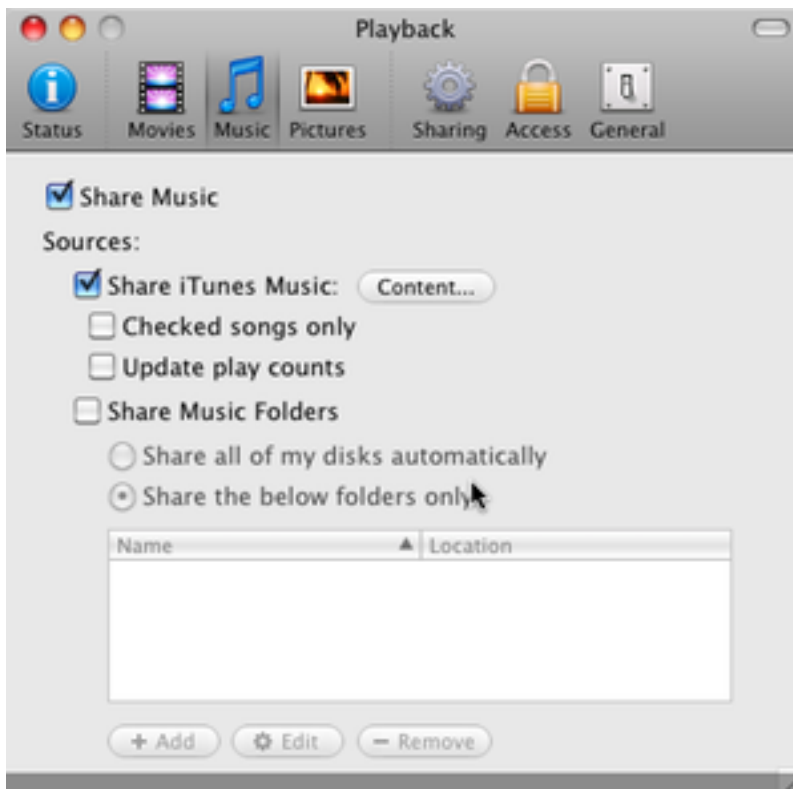 Playback
Status Movies Music Pictures Sharing Access General
Share Music
Sources:
Share iTunes Music: Content...
Checked songs only
Update play counts
Share Music Folders
Share all of my disks automatically
Share the below folders only
Name Location
+ Add Edit − Remove